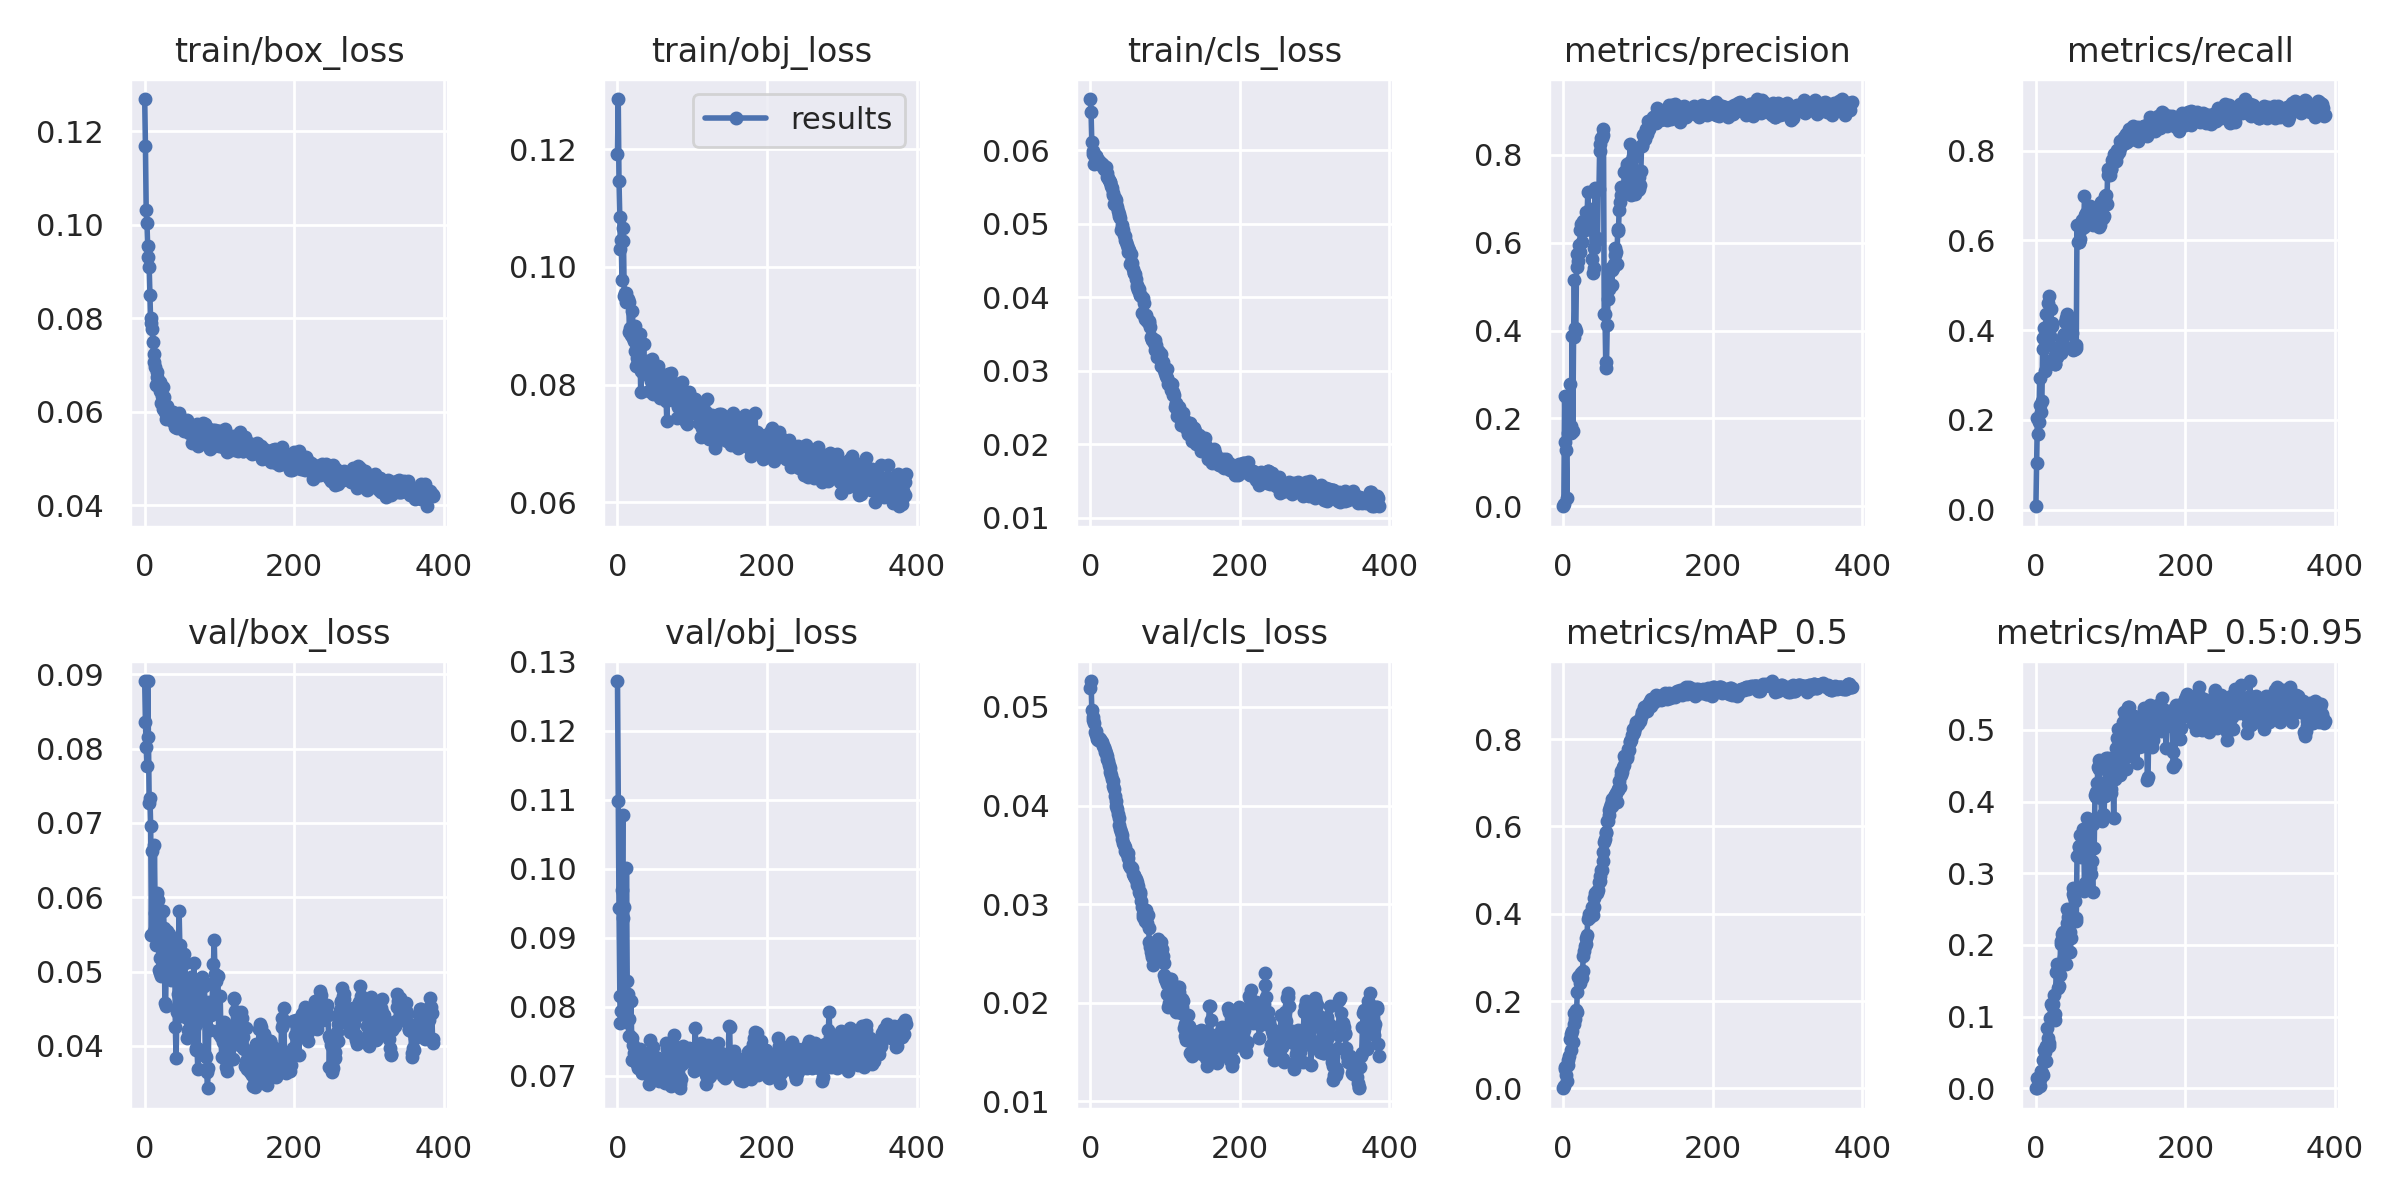 train/box_loss
0.12
0.10
0.08
0.06
0.04
0 200 400
train/obj_loss
results
0.12
0.10
0.08
0.06
0 200 400
train/cls_loss
0.06
0.05
0.04
0.03
0.02
0.01
0 200 400
metrics/precision
0.8
0.6
0.4
0.2
0.0
0 200 400
metrics/recall
0.8
0.6
0.4
0.2
0.0
0 200 400
val/box_loss
0.09
0.08
0.07
0.06
0.05
0.04
0 200 400
val/obj_loss
0.13
0.12
0.11
0.10
0.09
0.08
0.07
0 200 400
val/cls_loss
0.05
0.04
0.03
0.02
0.01
0 200 400
metrics/mAP_0.5
0.8
0.6
0.4
0.2
0.0
0 200 400
metrics/mAP_0.5:0.95
0.5
0.4
0.3
0.2
0.1
0.0
0 200 400